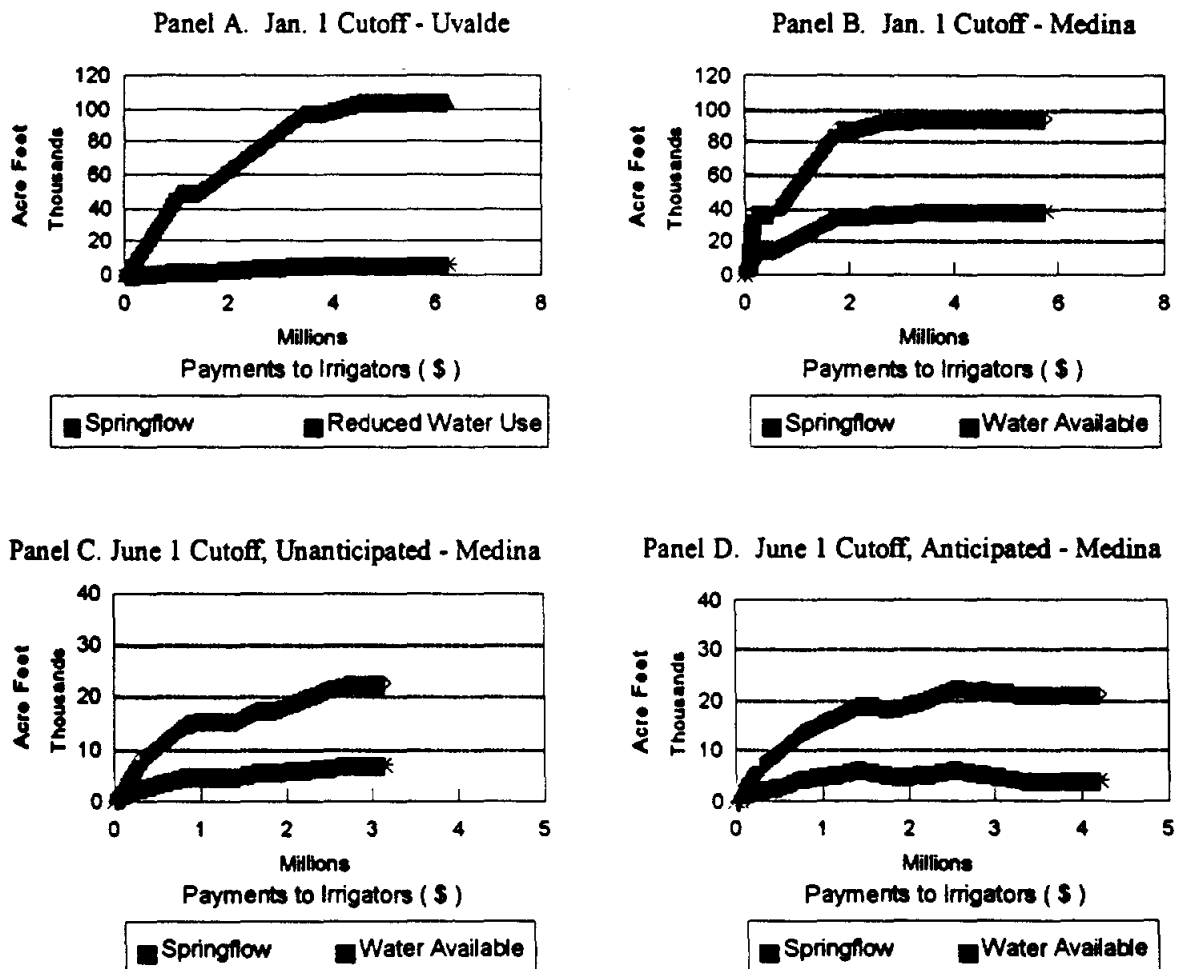 Panel A. Jan. 1 Cutoff - Uvalde
120
100
80
60
40
20
0
Acre Feet
Thousands
0 2 4 6 8
Millions
Payments to Irrigators ( $ )
Springflow Reduced Water Use
Panel B. Jan. 1 Cutoff - Medina
120
100
80
60
40
20
0
Acre Feet
Thousands
0 2 4 6 8
Millions
Payments to Irrigators ( $ )
Springflow Water Available
Panel C. June 1 Cutoff, Unanticipated - Medina
40
30
20
10
0
Acre Feet
Thousands
0 1 2 3 4 5
Millions
Payments to Irrigators ( $ )
Springflow Water Available
Panel D. June 1 Cutoff, Anticipated - Medina
40
30
20
10
0
Acre Feet
Thousands
0 1 2 3 4 5
Millions
Payments to Irrigators ( $ )
Springflow Water Available